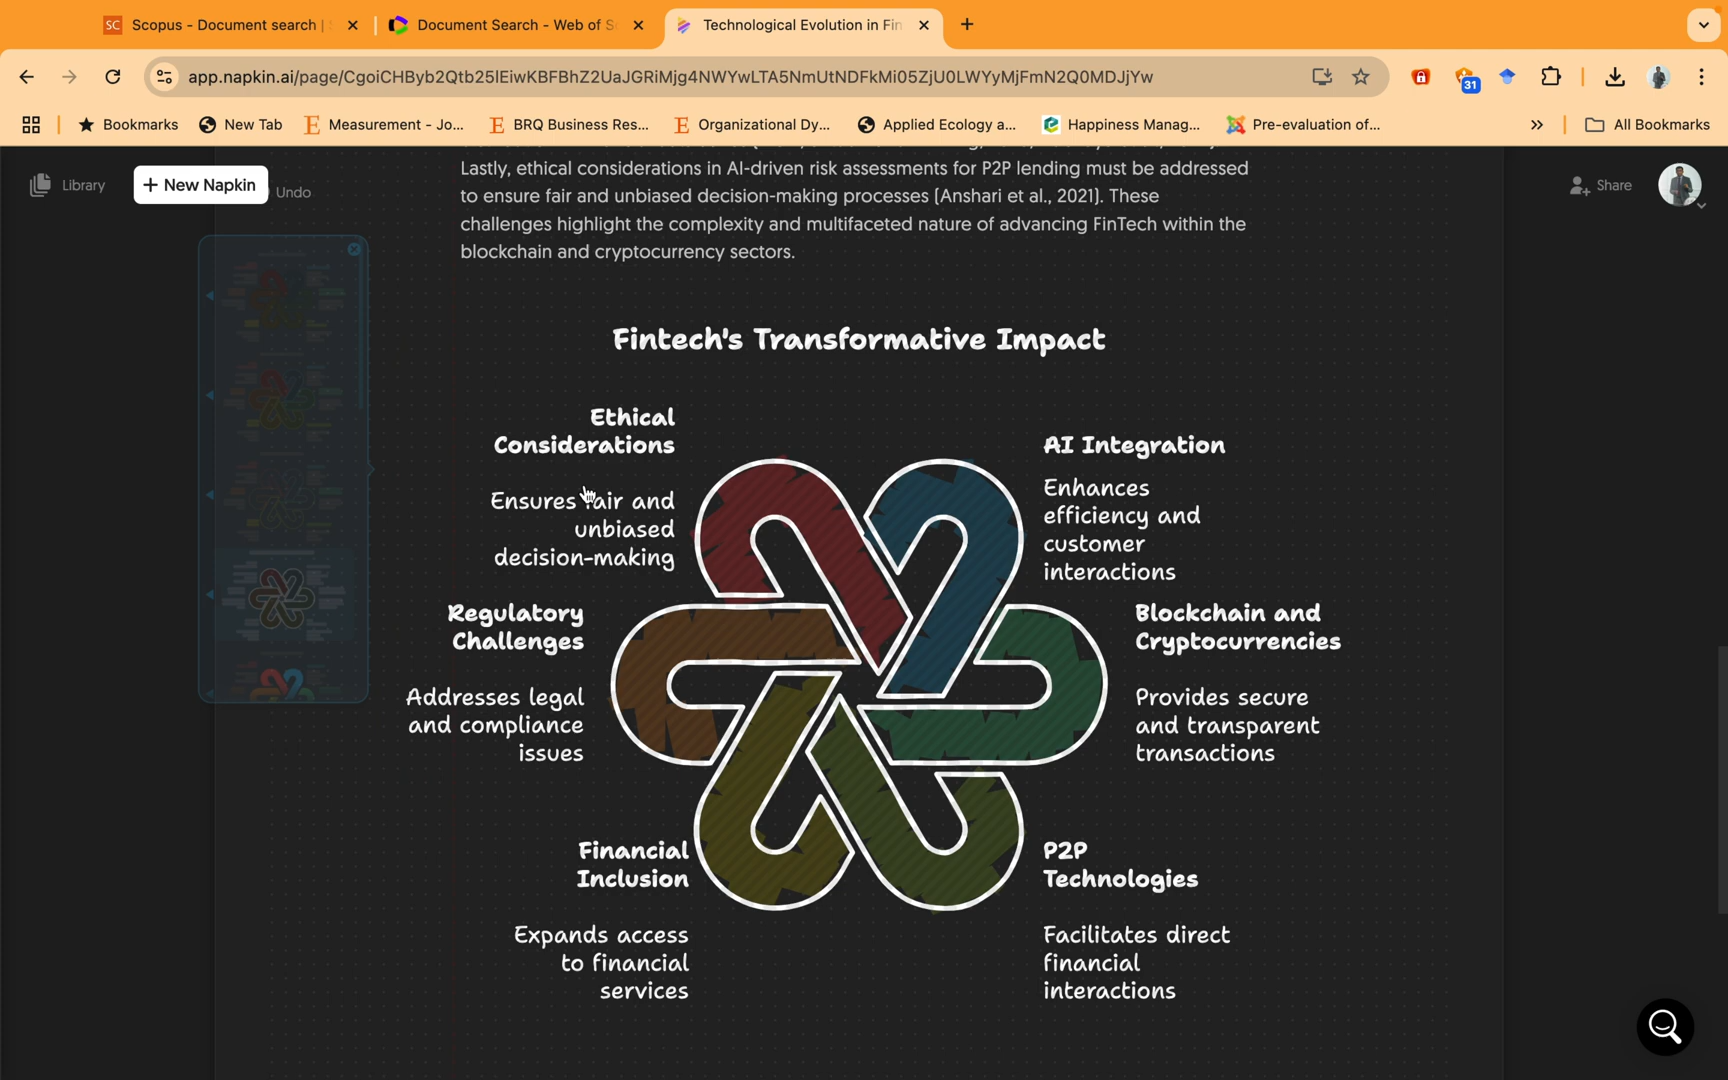 Scopus - Document search |
Document Search - Web of S
Technological Evolution in Fin
app.napkin.ai/page/CgoiCHByb2Qtb25lEiwKBFBhZ2UaJGRiMjg4NWYwLTA5NmUtNDFkMi05ZjU0LWYyMjFmN2Q0MDJjYw
31
Bookmarks
New Tab
Measurement - Jo...
BRQ Business Res...
Organizational Dy...
Applied Ecology a...
Happiness Manag...
Pre-evaluation of...
All Bookmarks
Library
+ New Napkin
Undo
Share
Lastly, ethical considerations in AI-driven risk assessments for P2P lending must be addressed
to ensure fair and unbiased decision-making processes (Anshari et al., 2021). These
challenges highlight the complexity and multifaceted nature of advancing FinTech within the
blockchain and cryptocurrency sectors.
Fintech's Transformative Impact
Ethical
Considerations
Ensures fair and
unbiased
decision-making
AI Integration
Enhances
efficiency and
customer
interactions
Regulatory
Challenges
Addresses legal
and compliance
issues
Blockchain and
Cryptocurrencies
Provides secure
and transparent
transactions
Financial
Inclusion
Expands access
to financial
services
P2P
Technologies
Facilitates direct
financial
interactions